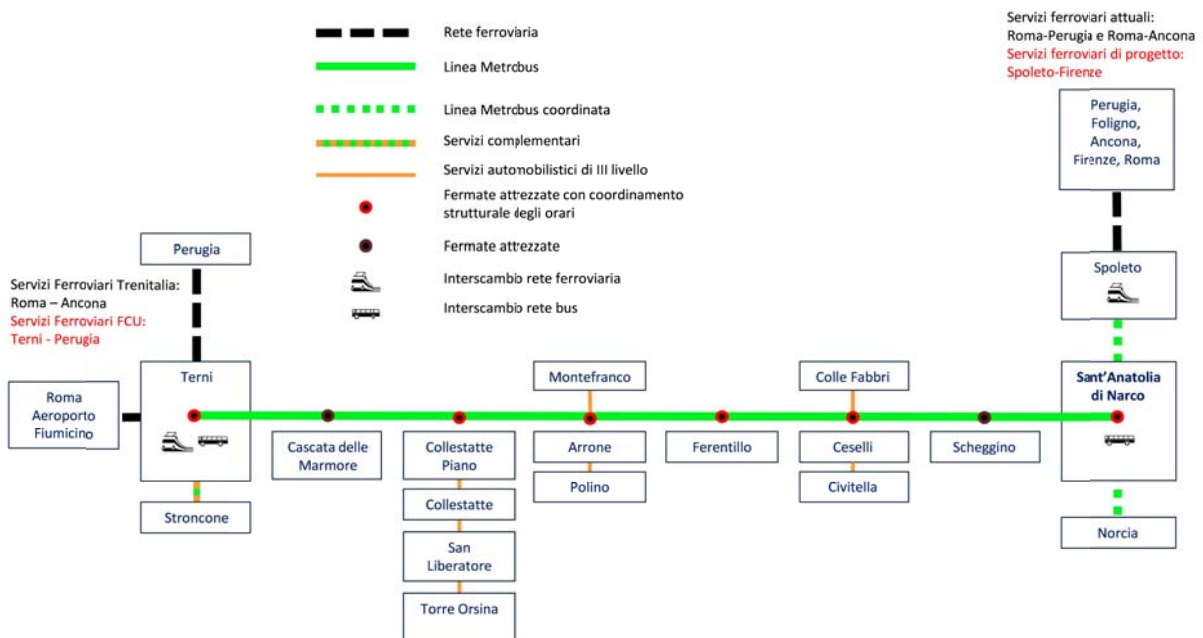 Rete ferroviaria
Linea Metrobus
Linea Metrobus coordinata
Servizi complementari
Servizi automobilistici di III livello
Fermate attrezzate con coordinamento
strutturale degli orari
Fermate attrezzate
Interscambio rete ferroviaria
Interscambio rete bus
Servizi ferroviari attuali:
Roma-Perugia e Roma-Ancona
Servizi ferroviari di progetto:
Spoleto-Firenze
Perugia,
Foligno,
Ancona,
Firenze, Roma
Spoleto
Perugia
Servizi Ferroviari Trenitalia:
Roma – Ancona
Servizi Ferroviari FCU:
Terni - Perugia
Roma
Aeroporto
Fiumicino
Terni
Stroncone
Cascata delle
Marmore
Collestatte
Piano
Collestatte
San
Liberatore
Torre Orsina
Montefranco
Arrone
Polino
Ferentillo
Colle Fabbri
Ceselli
Civitella
Scheggino
Sant'Anatolia
di Narco
Norcia